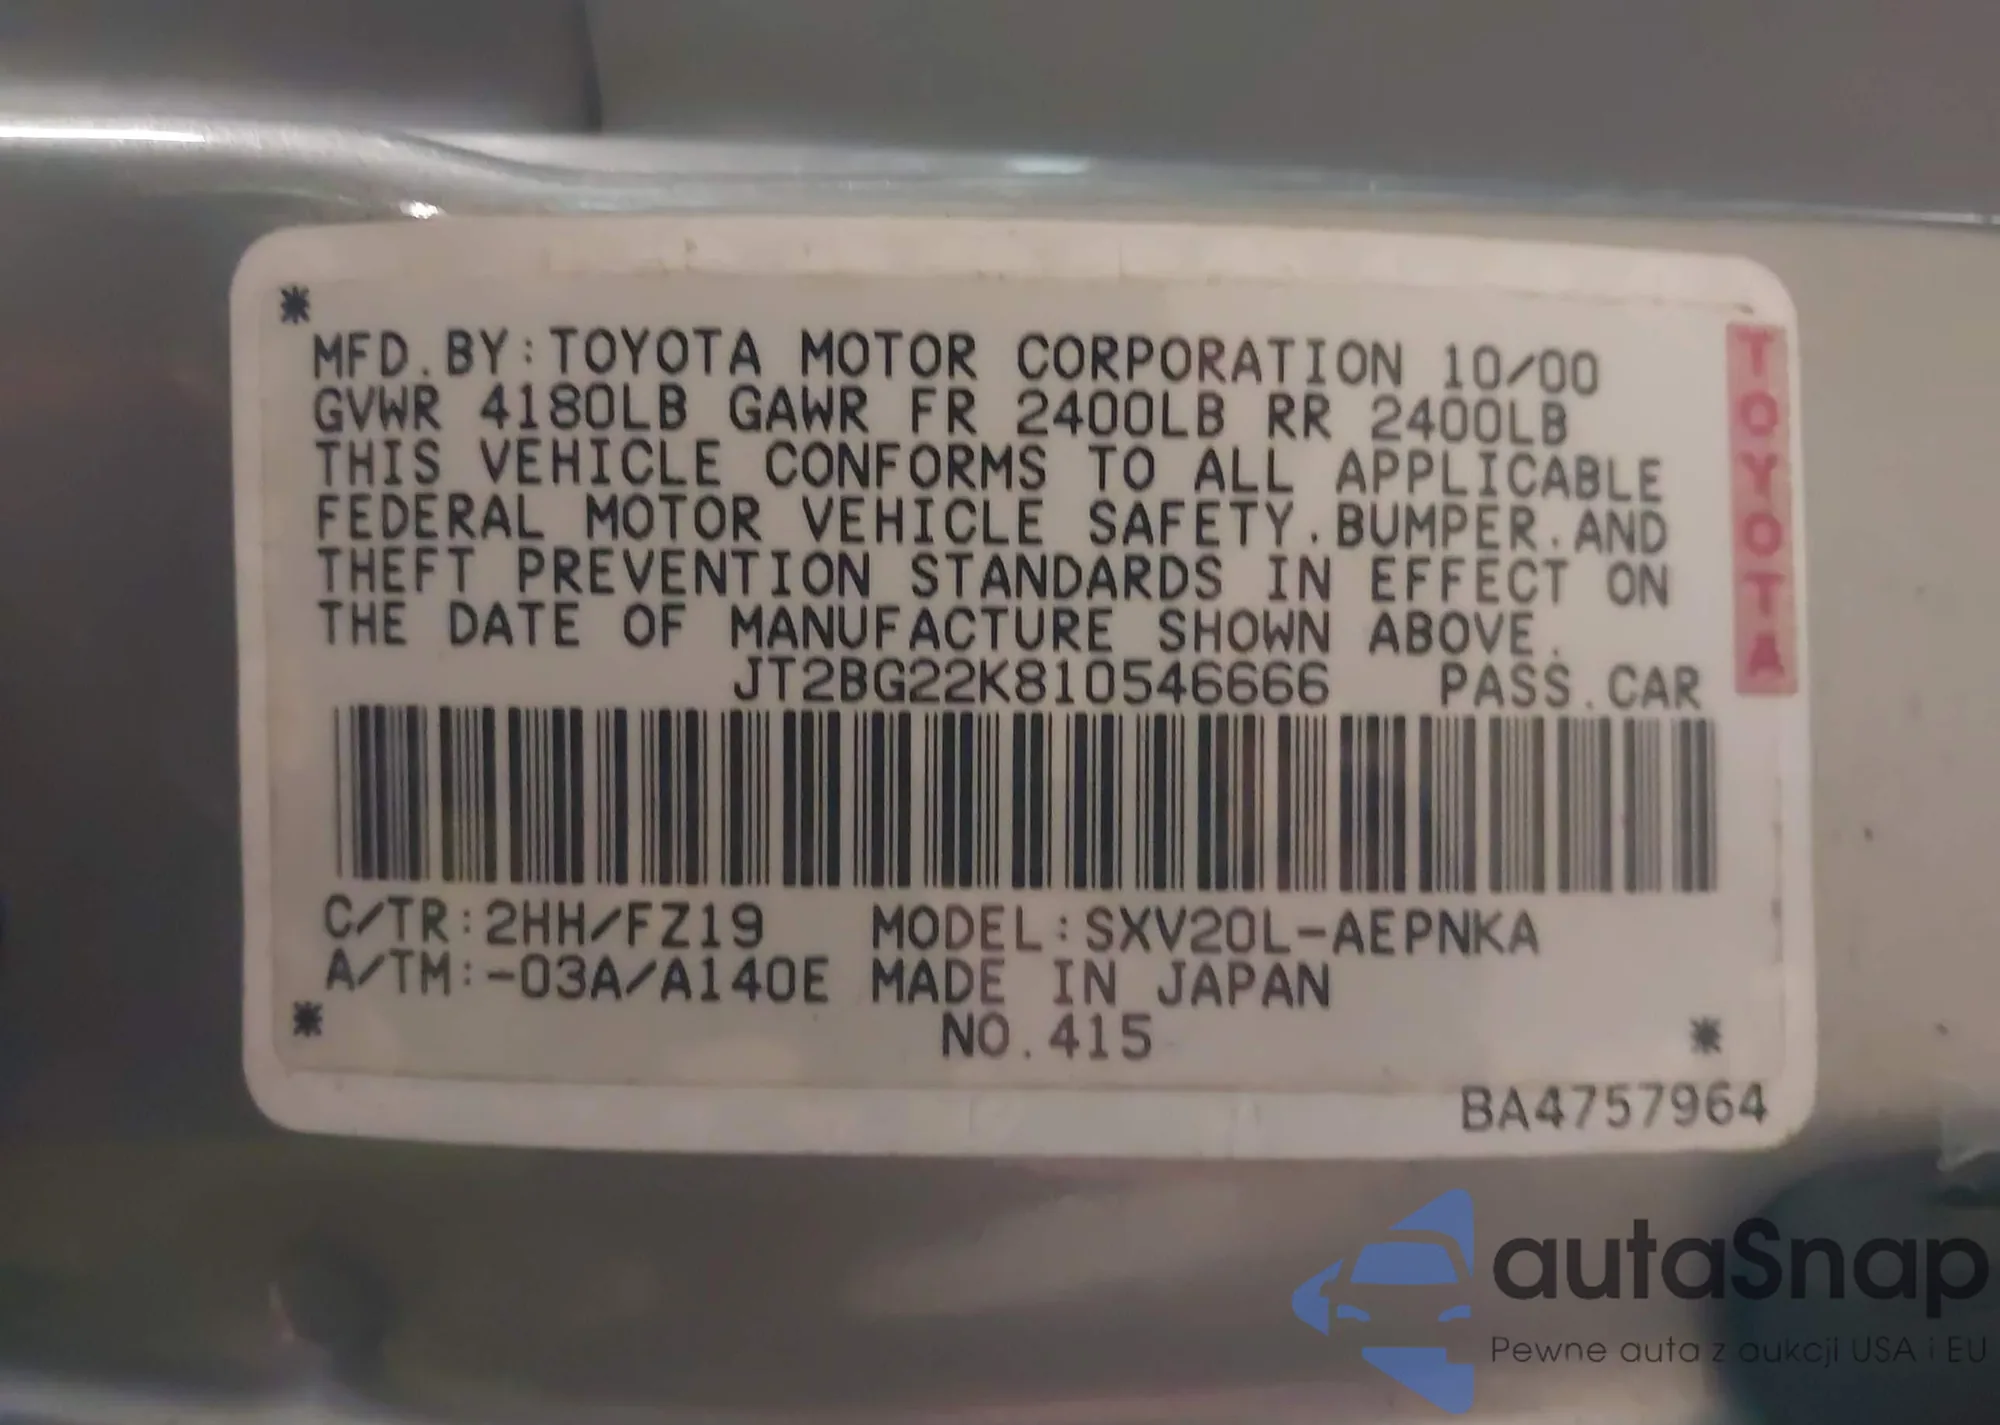 MFD.BY:TOYOTA MOTOR CORPORATION 10/00
GVWR 4180LB GAWR FR 2400LB RR 2400LB
THIS VEHICLE CONFORMS TO ALL APPLICABLE
FEDERAL MOTOR VEHICLE SAFETY.BUMPER.AND
THEFT PREVENTION STANDARDS IN EFFECT ON
THE DATE OF MANUFACTURE SHOWN ABOVE.
JT2BG22K810546666 PASS.CAR
TOYOTA
C/TR:2HH/FZ19 MODEL:SXV20L-AEPNKA
A/TM:-03A/A140E MADE IN JAPAN
NO.415
BA4757964
autaSnap
Pewne auta z aukcji USA i EU